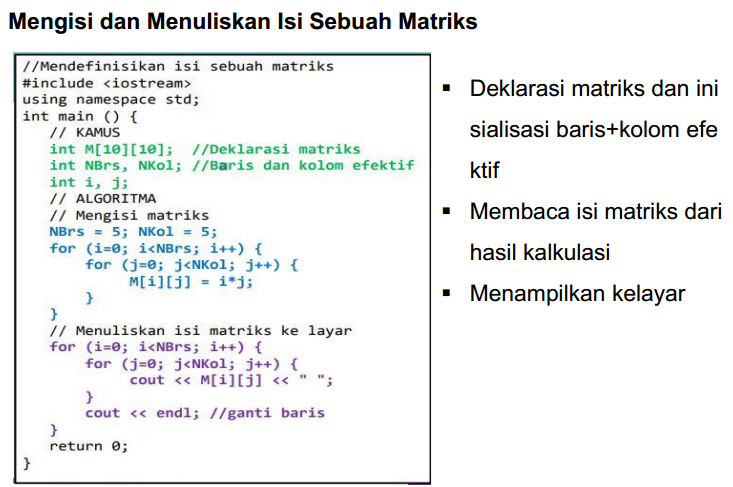 Mengisi dan Menuliskan Isi Sebuah Matriks
//Mendefinisikan isi sebuah matriks
#include <iostream>
using namespace std;
int main () {
// KAMUS
int M[10][10]; //Deklarasi matriks
int NBrs, NKol; //Baris dan kolom efektif
int i, j;
// ALGORITMA
// Mengisi matriks
NBrs = 5; NKol = 5;
for (i=0; i<NBrs; i++) {
for (j=0; j<NKol; j++) {
M[i][j] = i*j;
}
}
// Menuliskan isi matriks ke layar
for (i=0; i<NBrs; i++) {
for (j=0; j<NKol; j++) {
cout << M[i][j] << " ";
}
cout << endl; //ganti baris
}
return 0;
}
▪ Deklarasi matriks dan ini
sialisasi baris+kolom efe
ktif
▪ Membaca isi matriks dari
hasil kalkulasi
▪ Menampilkan kelayar